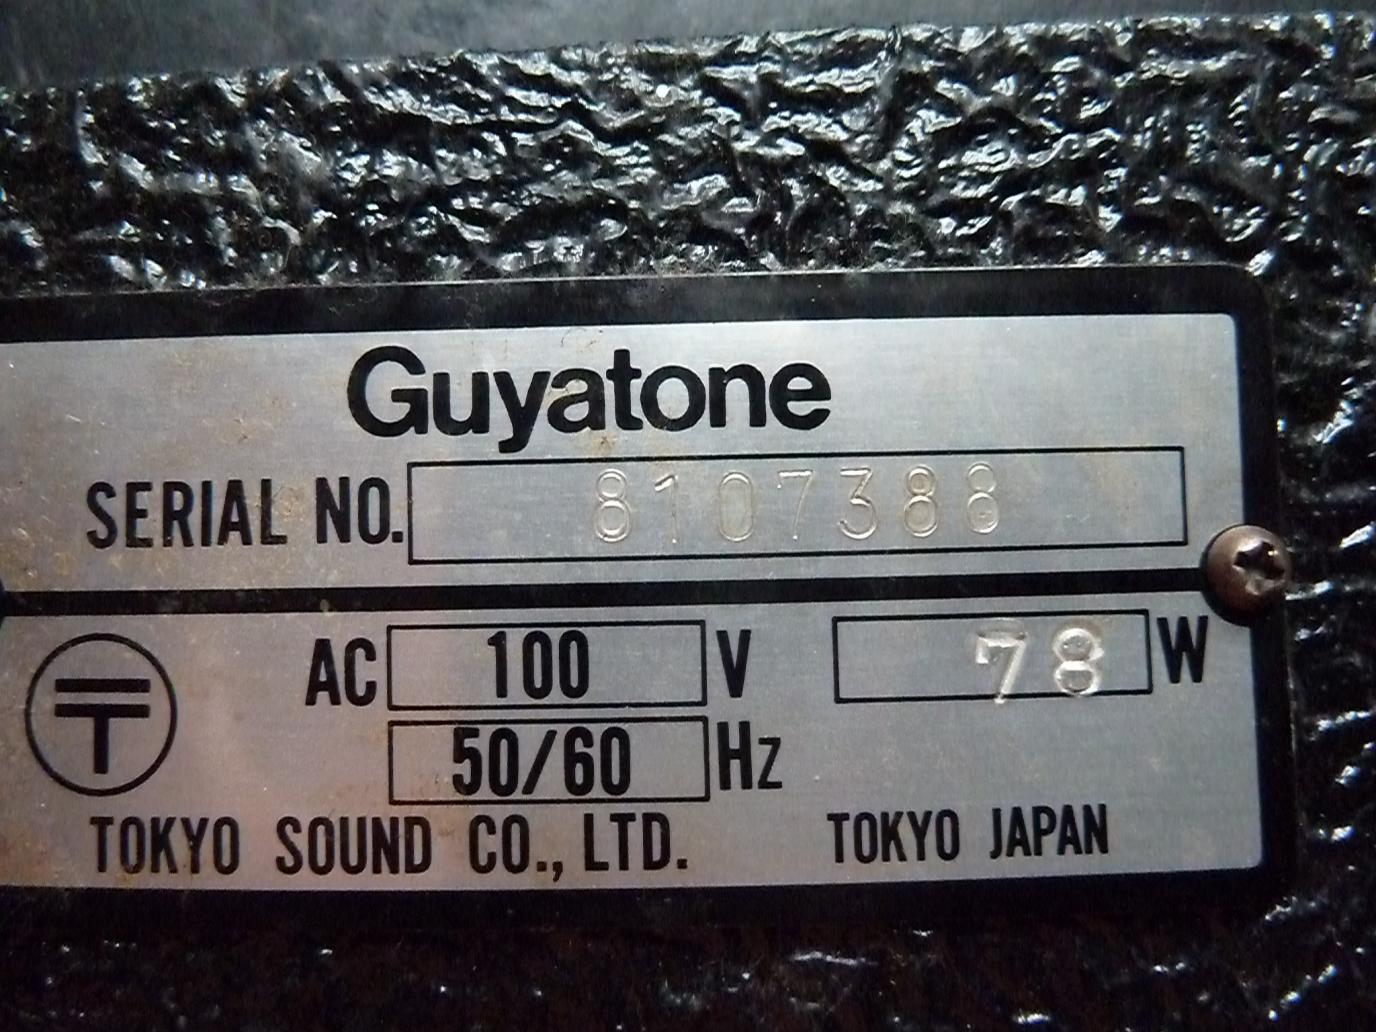 Guyatone
SERIAL NO. 8107388
AC 100 V 78 W
50/60 Hz
TOKYO SOUND CO., LTD. TOKYO JAPAN